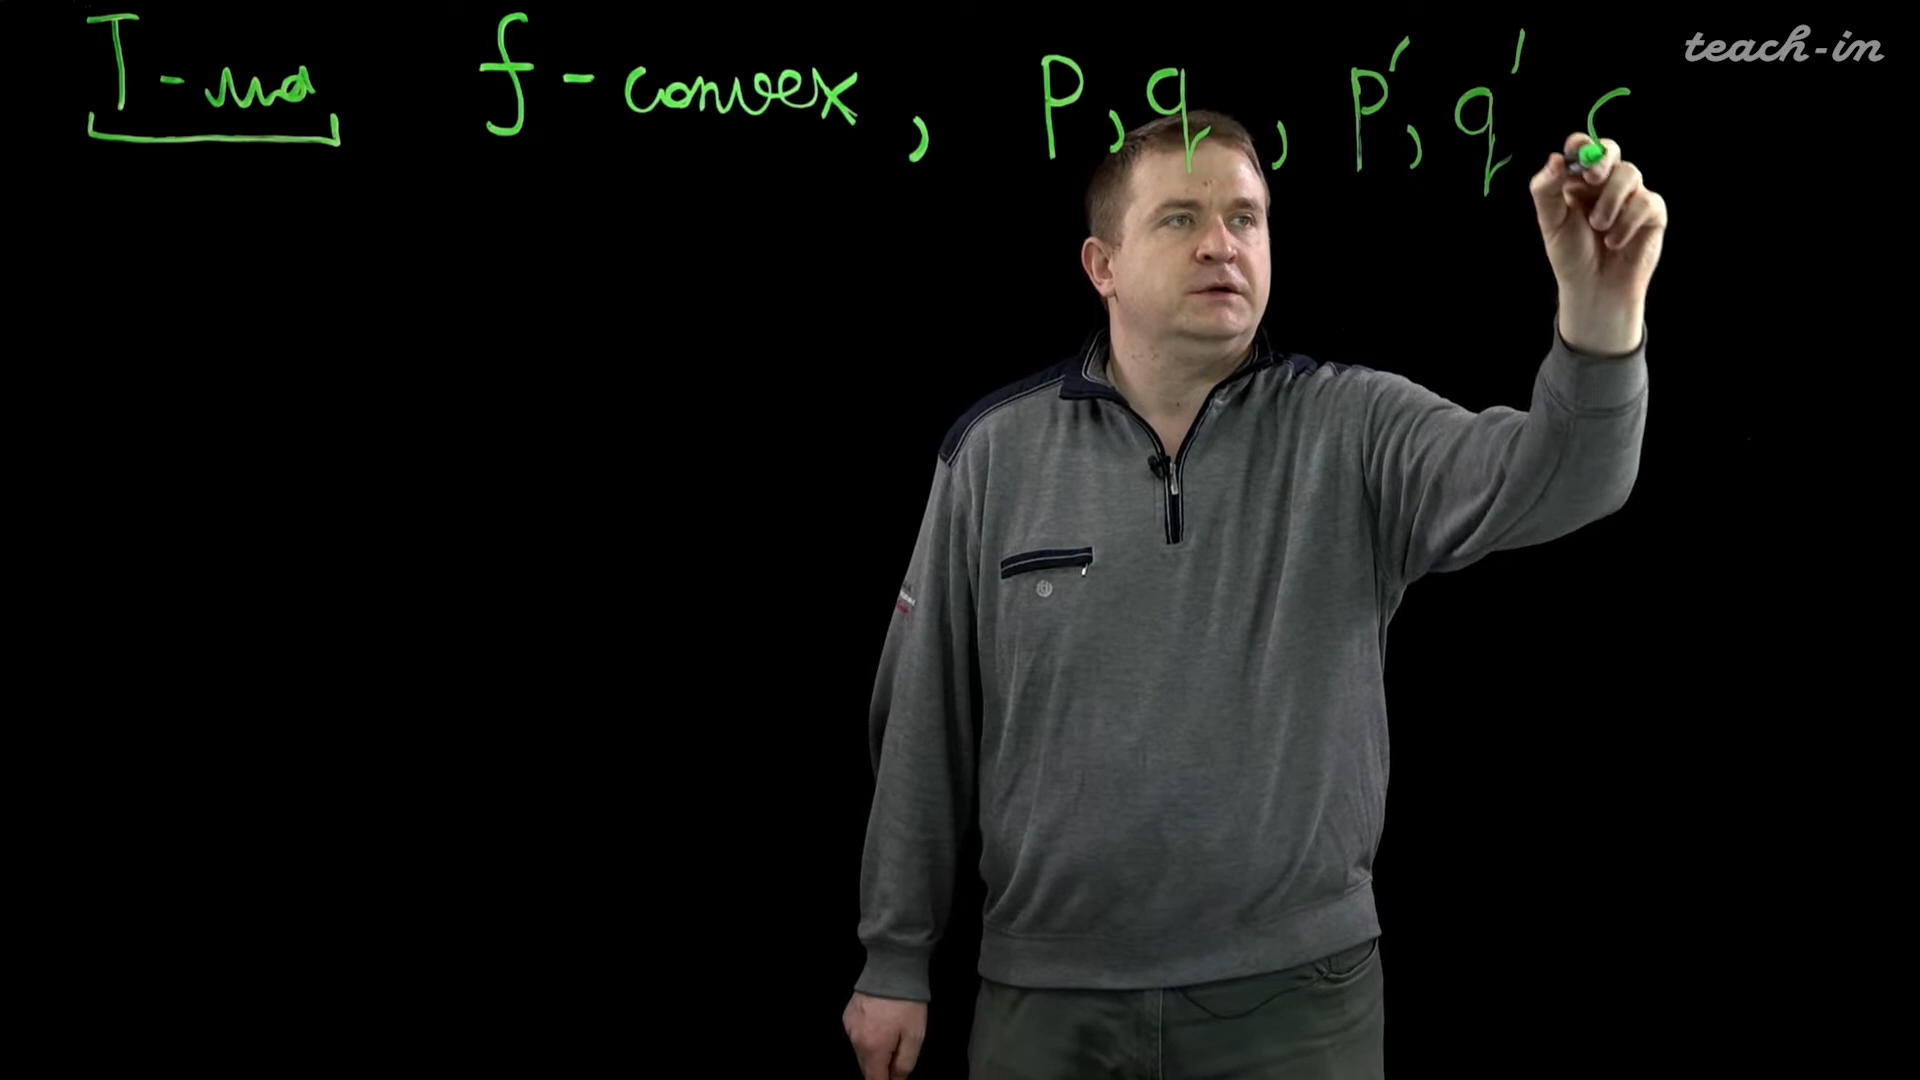 teach-in
T-ма f-convex, p, q, p', q'